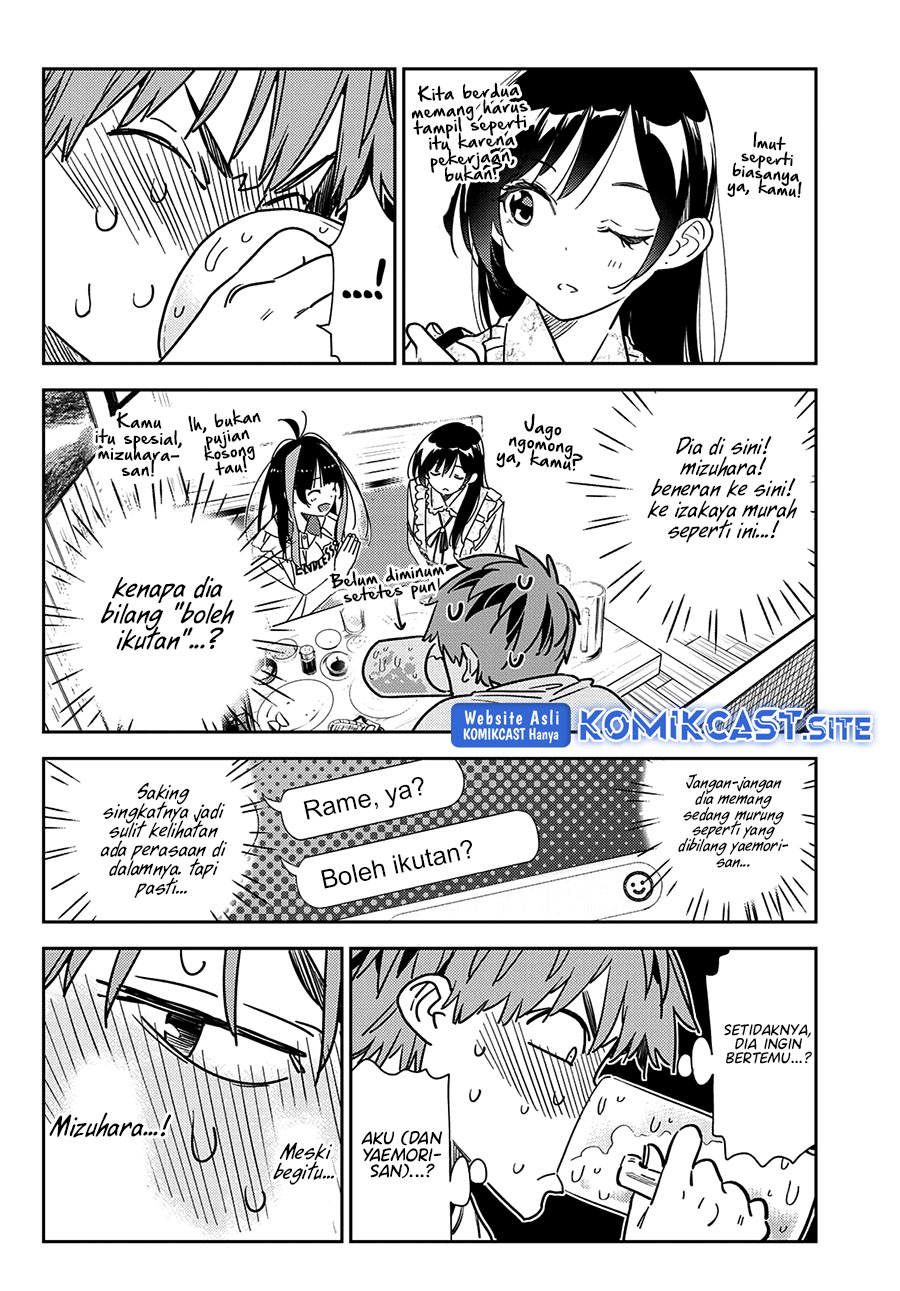 Imut
seperti
biasanya
ya, kamu!
Kita berdua
memang harus
tampil seperti
itu karena
pekerjaan,
bukan?
....!
Dia di sini!
mizuhara!
beneran ke sini!
ke izakaya murah
seperti ini...!
Jago
ngomong
ya, kamu?
Ih, bukan
pujian
kosong
tau!
Kamu
itu spesial,
mizuhara-
san!
ENDLESS
Belum diminum
setetes pun!
kenapa dia
bilang "boleh
ikutan"...?
Website Asli
KOMIKCAST Hanya
KOMIKCAST.SITE
Jangan-jangan
dia memang
sedang murung
seperti yang
dibilang yaemori-
san...
Rame, ya?
Boleh ikutan?
Saking
singkatnya jadi
sulit kelihatan
ada perasaan di
dalamnya. tapi
pasti...
SETIDAKNYA,
DIA INGIN
BERTEMU...?
AKU (DAN
YAEMORI-
SAN)...?
Meski
begitu...
Mizuhara...!